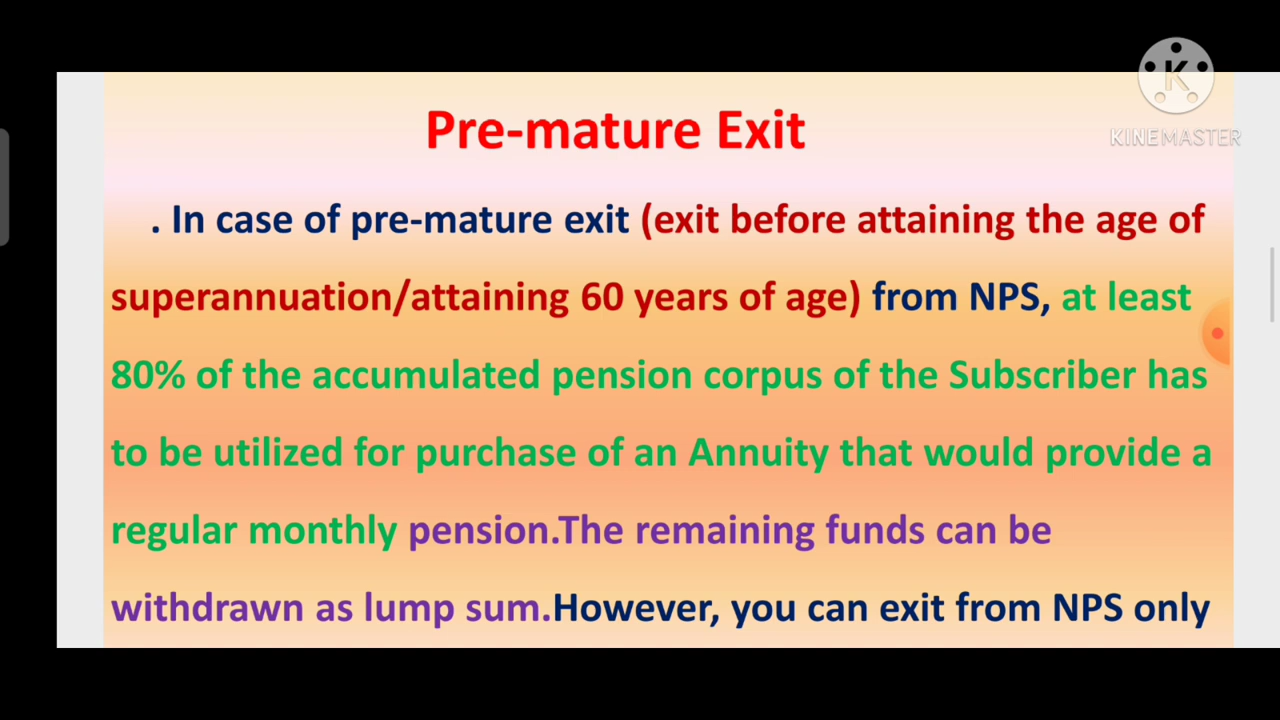 K
KINEMASTER
Pre-mature Exit
. In case of pre-mature exit (exit before attaining the age of
superannuation/attaining 60 years of age) from NPS, at least
80% of the accumulated pension corpus of the Subscriber has
to be utilized for purchase of an Annuity that would provide a
regular monthly pension.The remaining funds can be
withdrawn as lump sum.However, you can exit from NPS only